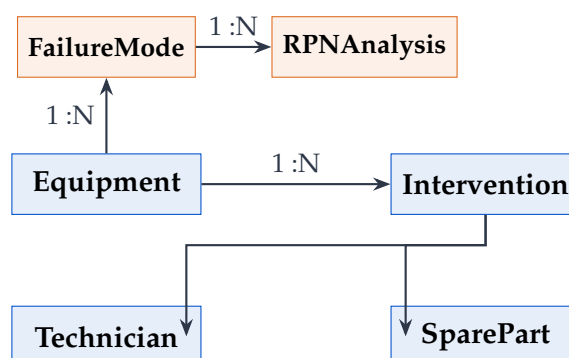 FailureMode
1 :N
RPNAnalysis
1 :N
Equipment
1 :N
Intervention
Technician
SparePart